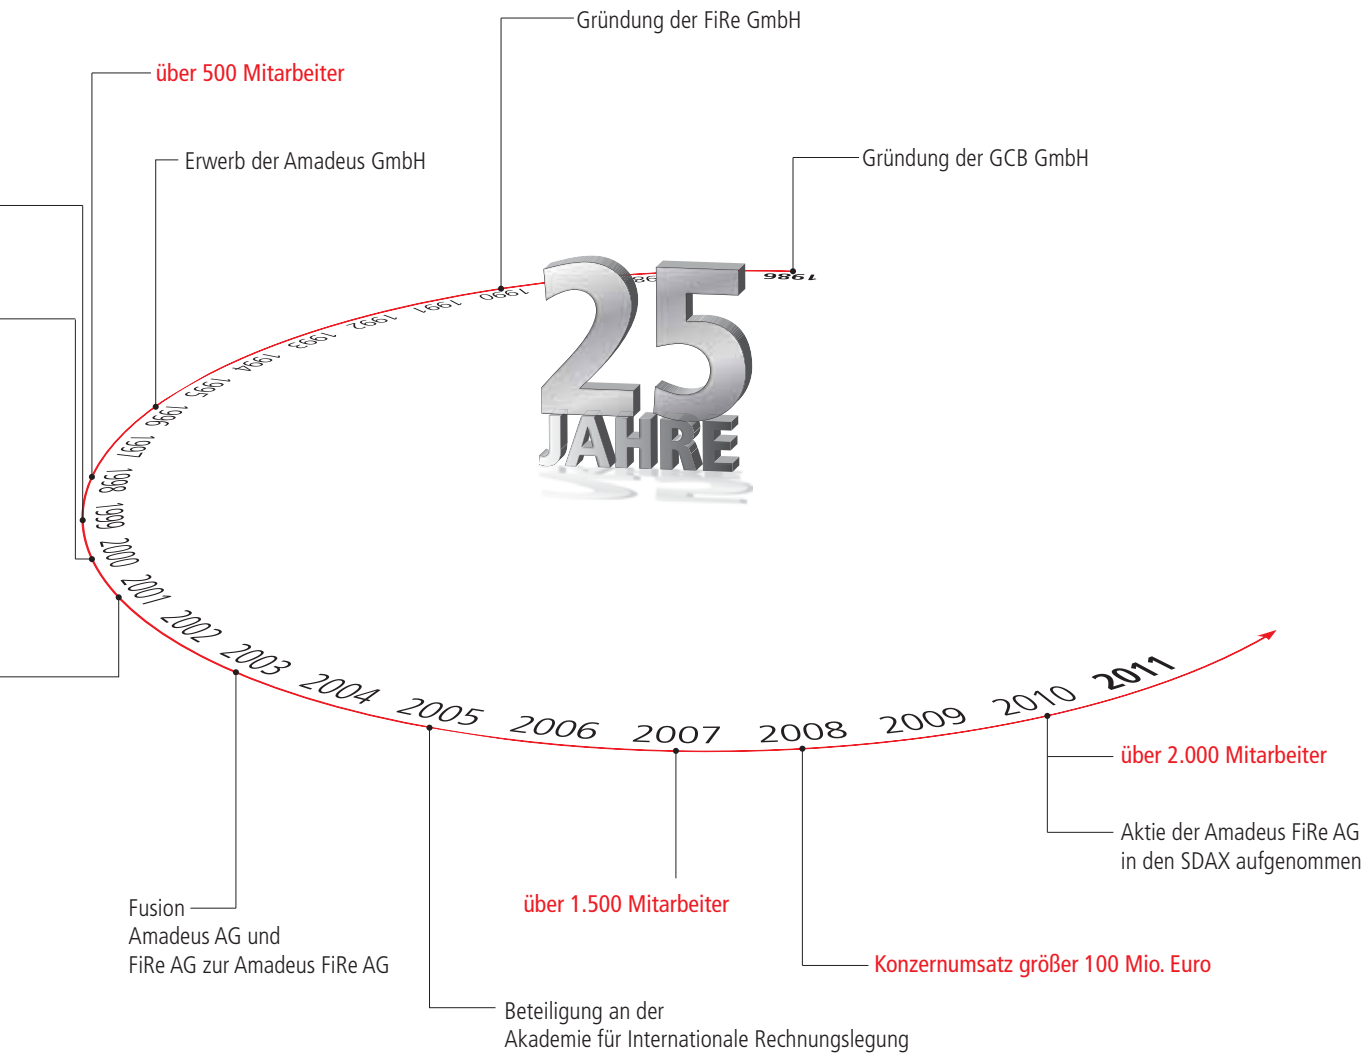 Gründung der FiRe GmbH
über 500 Mitarbeiter
Erwerb der Amadeus GmbH
Gründung der GCB GmbH
25
JAHRE
1986
1990
1991
1992
1993
1994
1995
1996
1997
1998
1999
2000
2001
2002
2003
2004
2005
2006
2007
2008
2009
2010
2011
über 2.000 Mitarbeiter
Aktie der Amadeus FiRe AG
in den SDAX aufgenommen
über 1.500 Mitarbeiter
Fusion
Amadeus AG und
FiRe AG zur Amadeus FiRe AG
Konzernumsatz größer 100 Mio. Euro
Beteiligung an der
Akademie für Internationale Rechnungslegung